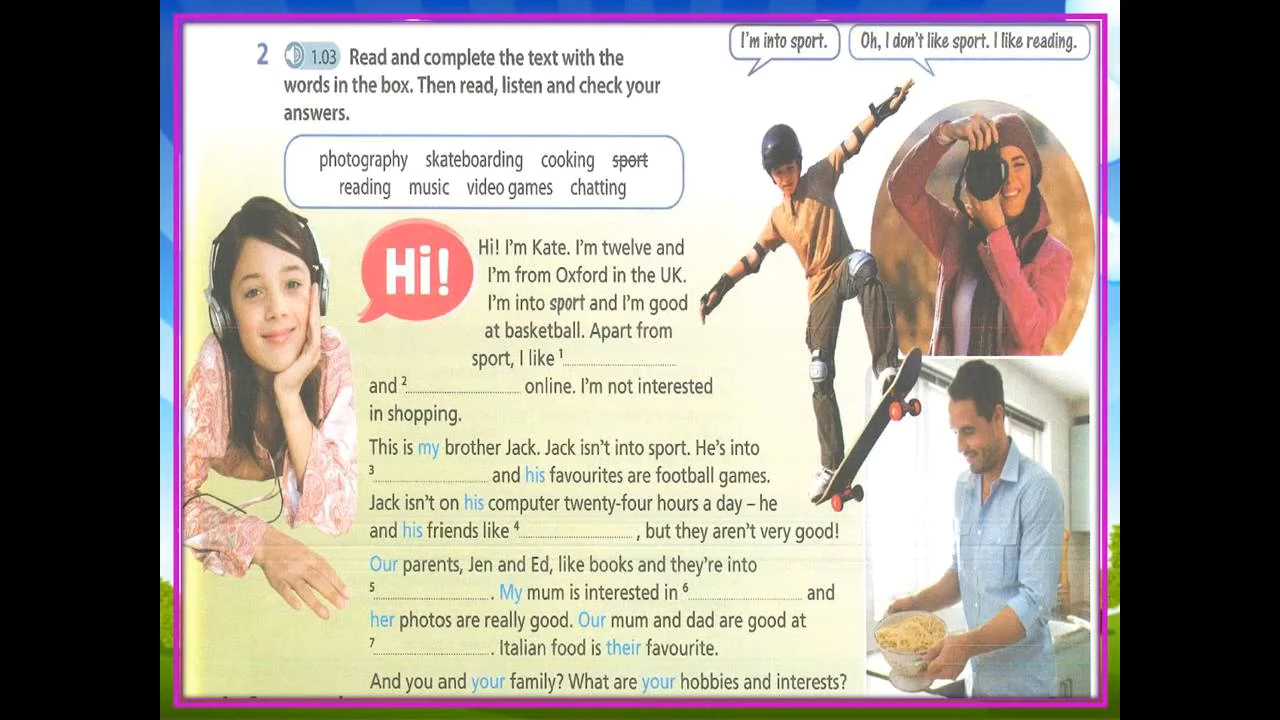 I'm into sport.
Oh, I don't like sport. I like reading.
2 1.03 Read and complete the text with the
words in the box. Then read, listen and check your
answers.
photography skateboarding cooking sport
reading music video games chatting
Hi!
Hi! I'm Kate. I'm twelve and
I'm from Oxford in the UK.
I'm into sport and I'm good
at basketball. Apart from
sport, I like 1
and 2 online. I'm not interested
in shopping.
This is my brother Jack. Jack isn't into sport. He's into
3 and his favourites are football games.
Jack isn't on his computer twenty-four hours a day – he
and his friends like 4 , but they aren't very good!
Our parents, Jen and Ed, like books and they're into
5 . My mum is interested in 6 and
her photos are really good. Our mum and dad are good at
7 . Italian food is their favourite.
And you and your family? What are your hobbies and interests?